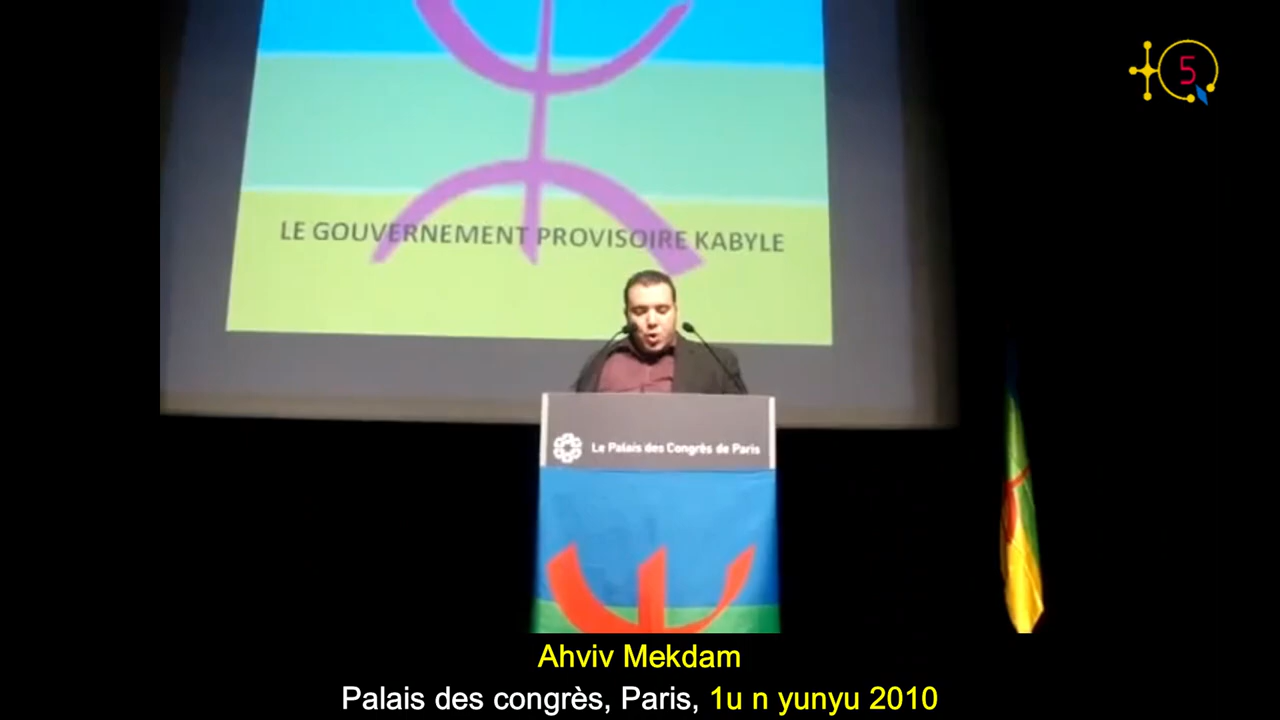 5
LE GOUVERNEMENT PROVISOIRE KABYLE
Le Palais des Congrès de Paris
Ahviv Mekdam
Palais des congrès, Paris, 1u n yunyu 2010